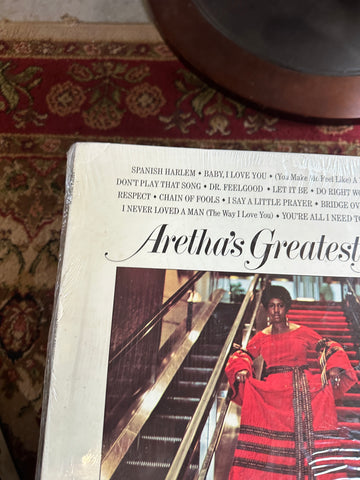 SPANISH HARLEM • BABY, I LOVE YOU • (You Make Me Feel Like) A
DON'T PLAY THAT SONG • DR. FEELGOOD • LET IT BE • DO RIGHT
RESPECT • CHAIN OF FOOLS • I SAY A LITTLE PRAYER • BRIDGE
I NEVER LOVED A MAN (The Way I Love You) • YOU'RE ALL I NEED
Aretha's Greatest